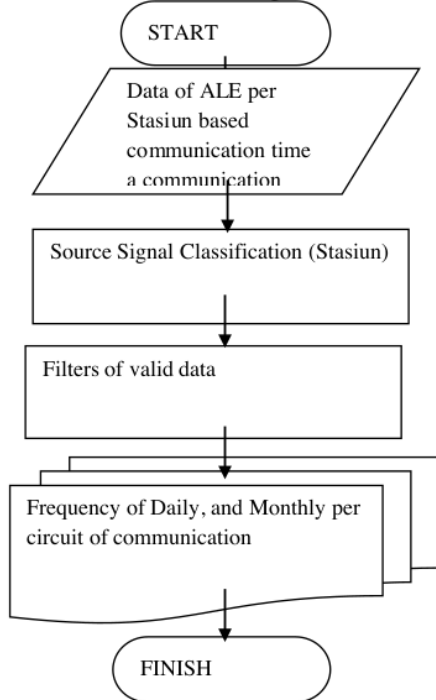 START
Data of ALE per
Stasiun based
communication time
a communication
Source Signal Classification (Stasiun)
Filters of valid data
Frequency of Daily, and Monthly per
circuit of communication
FINISH